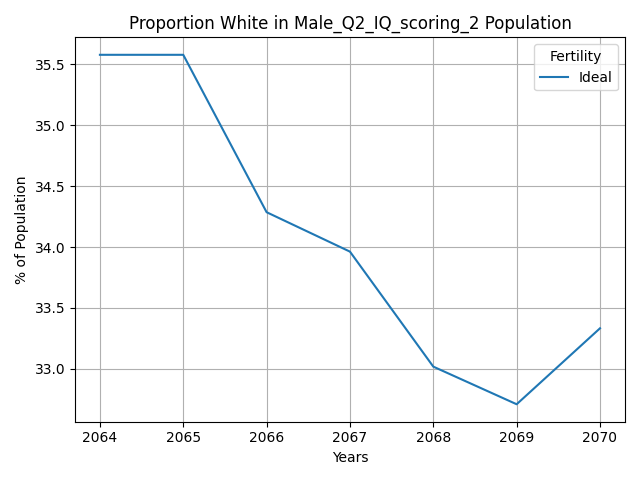 Proportion White in Male_Q2_IQ_scoring_2 Population
Fertility
Ideal
35.5
35.0
34.5
34.0
33.5
33.0
% of Population
2064 2065 2066 2067 2068 2069 2070
Years